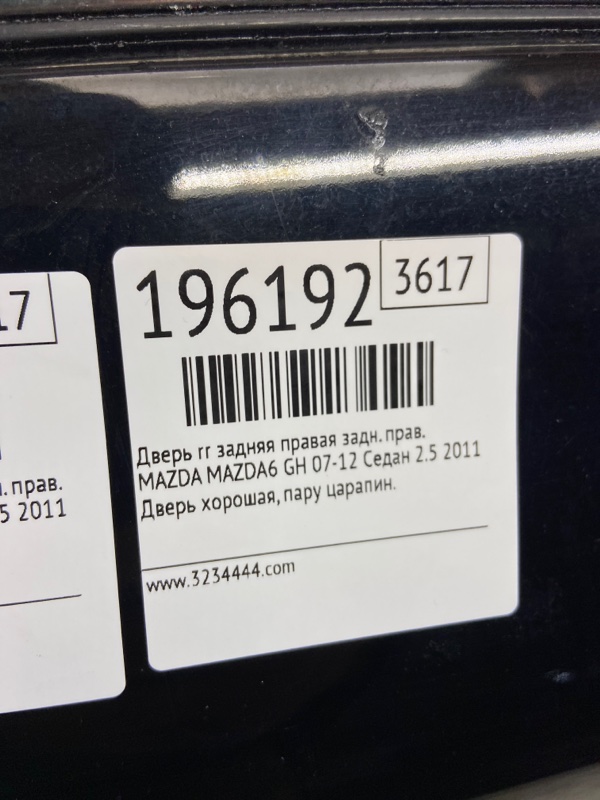 196192
3617
Дверь гг задняя правая задн. прав.
MAZDA MAZDA6 GH 07-12 Седан 2.5 2011
Дверь хорошая, пару царапин.
www.3234444.com
17
. прав.
5 2011